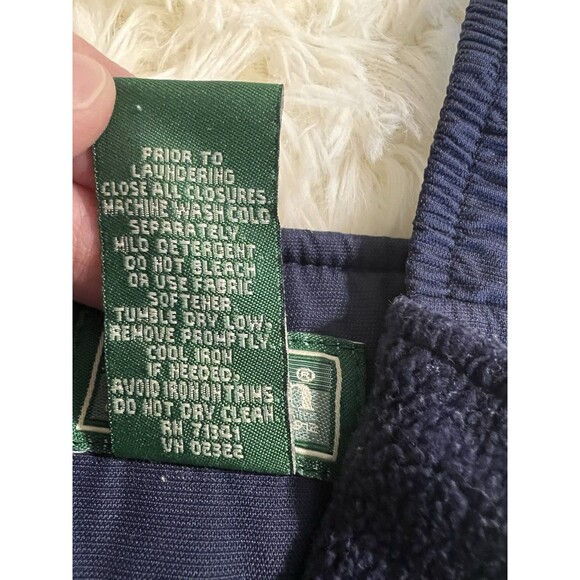 PRIOR TO
LAUNDERING
CLOSE ALL CLOSURES.
MACHINE WASH COLD
SEPARATELY
MILD DETERGENT
DO NOT BLEACH
OR USE FABRIC
SOFTENER
TUMBLE DRY LOW,
REMOVE PROMPTLY.
COOL IRON
IF NEEDED.
AVOID IRON ON TRIMS
DO NOT DRY CLEAN
RN 71341
VN 02352
®